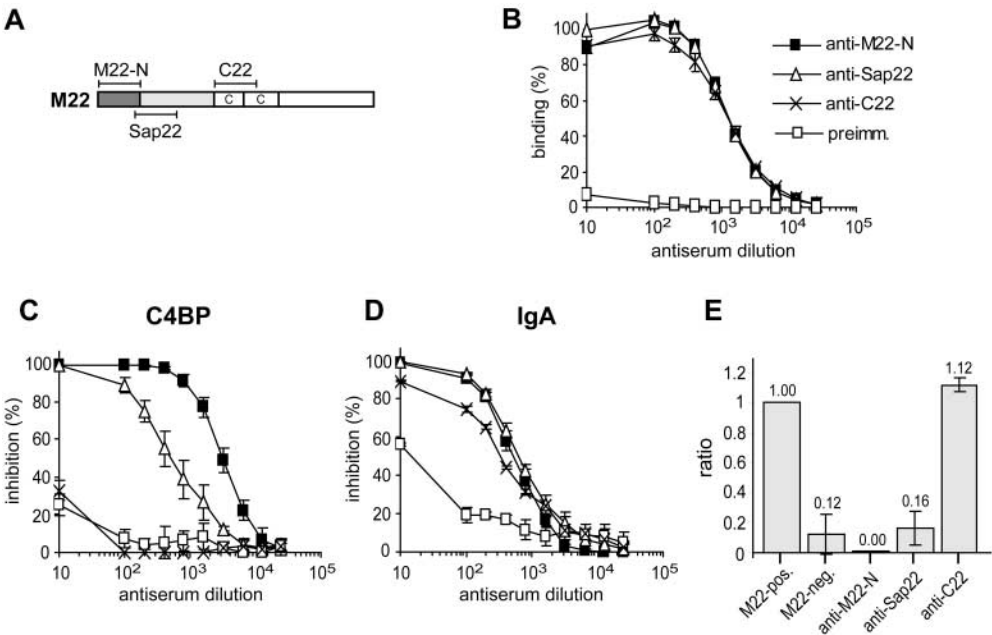 A
M22-N
C22
M22
C
C
Sap22
B
binding (%)
100
80
60
40
20
0
10
10²
10³
10⁴
10⁵
antiserum dilution
anti-M22-N
anti-Sap22
anti-C22
preimm.
C
C4BP
inhibition (%)
100
80
60
40
20
0
10
10²
10³
10⁴
10⁵
antiserum dilution
D
IgA
inhibition (%)
100
80
60
40
20
0
10
10²
10³
10⁴
10⁵
antiserum dilution
E
ratio
1.2
1
0.8
0.6
0.4
0.2
0
1.00
0.12
0.00
0.16
1.12
M22-pos.
M22-neg.
anti-M22-N
anti-Sap22
anti-C22